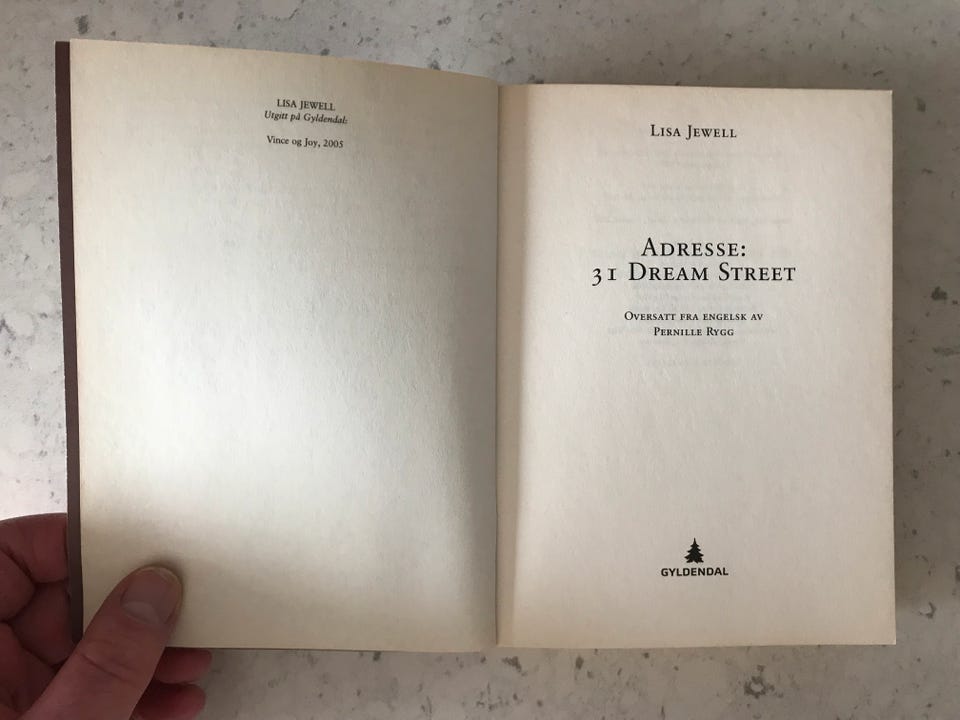 LISA JEWELL
Utgitt på Gyldendal:
Vince og Joy, 2005
LISA JEWELL
ADRESSE:
31 DREAM STREET
OVERSATT FRA ENGELSK AV
PERNILLE RYGG
GYLDENDAL